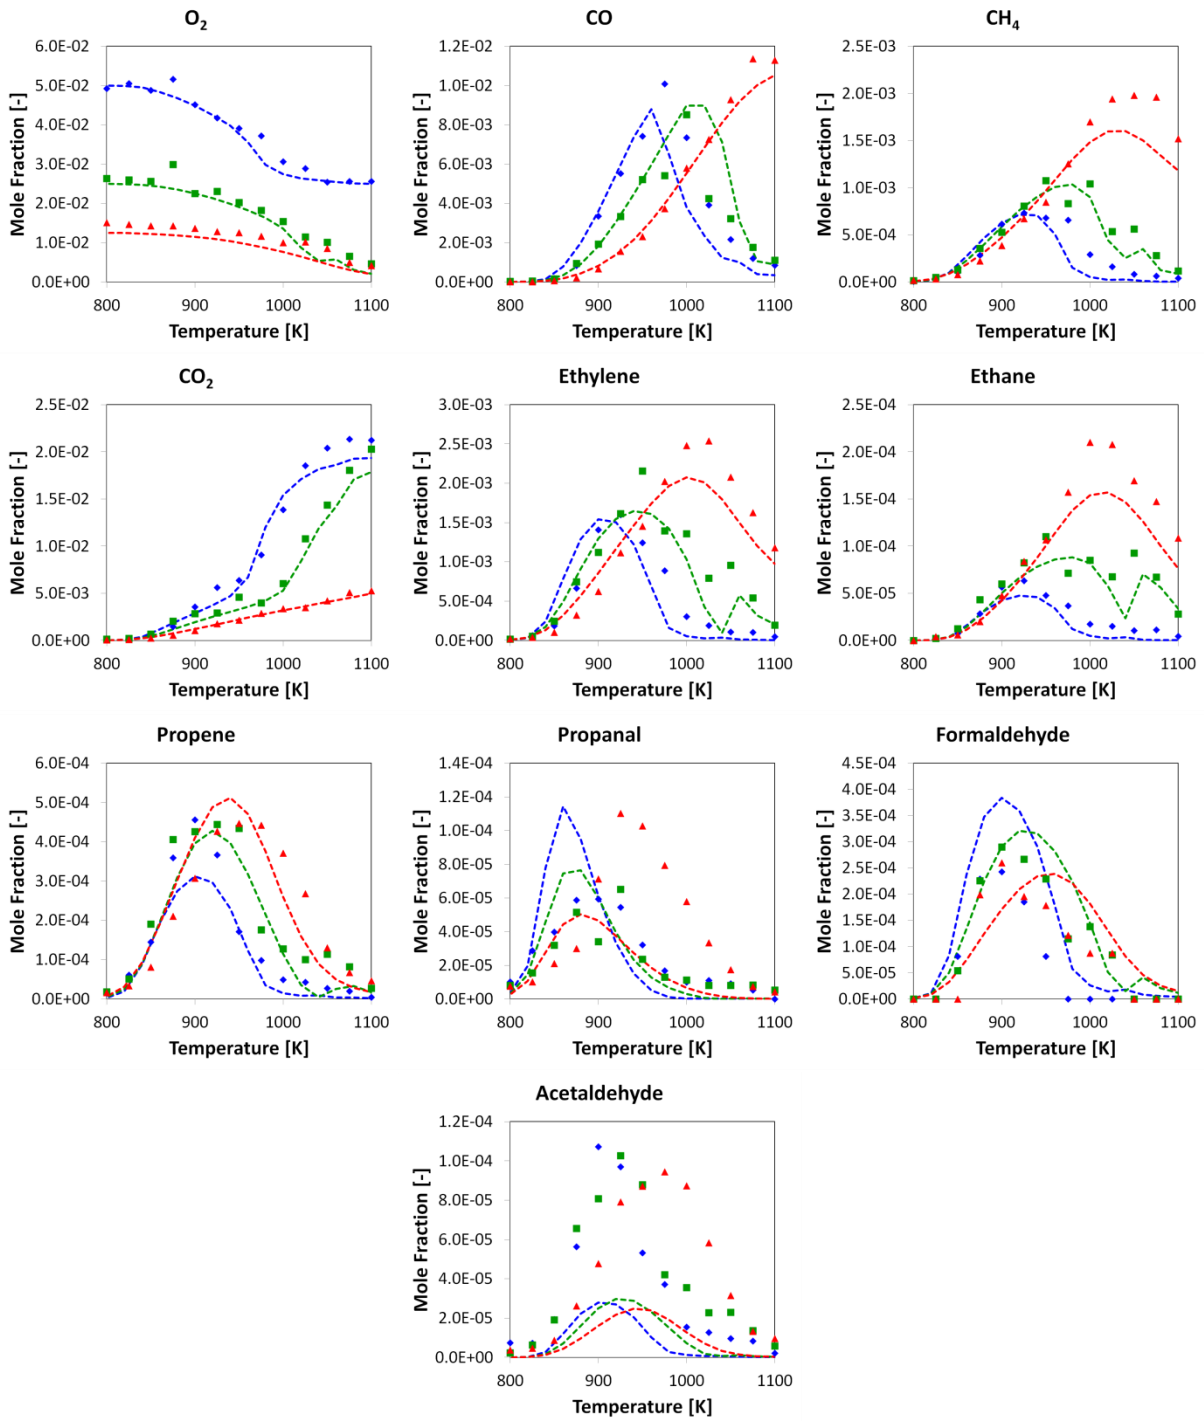 O2
Mole Fraction [-]
6.0E-02
5.0E-02
4.0E-02
3.0E-02
2.0E-02
1.0E-02
0.0E+00
800 900 1000 1100
Temperature [K]
CO
Mole Fraction [-]
1.2E-02
1.0E-02
8.0E-03
6.0E-03
4.0E-03
2.0E-03
0.0E+00
800 900 1000 1100
Temperature [K]
CH4
Mole Fraction [-]
2.5E-03
2.0E-03
1.5E-03
1.0E-03
5.0E-04
0.0E+00
800 900 1000 1100
Temperature [K]
CO2
Mole Fraction [-]
2.5E-02
2.0E-02
1.5E-02
1.0E-02
5.0E-03
0.0E+00
800 900 1000 1100
Temperature [K]
Ethylene
Mole Fraction [-]
3.0E-03
2.5E-03
2.0E-03
1.5E-03
1.0E-03
5.0E-04
0.0E+00
800 900 1000 1100
Temperature [K]
Ethane
Mole Fraction [-]
2.5E-04
2.0E-04
1.5E-04
1.0E-04
5.0E-05
0.0E+00
800 900 1000 1100
Temperature [K]
Propene
Mole Fraction [-]
6.0E-04
5.0E-04
4.0E-04
3.0E-04
2.0E-04
1.0E-04
0.0E+00
800 900 1000 1100
Temperature [K]
Propanal
Mole Fraction [-]
1.4E-04
1.2E-04
1.0E-04
8.0E-05
6.0E-05
4.0E-05
2.0E-05
0.0E+00
800 900 1000 1100
Temperature [K]
Formaldehyde
Mole Fraction [-]
4.5E-04
4.0E-04
3.5E-04
3.0E-04
2.5E-04
2.0E-04
1.5E-04
1.0E-04
5.0E-05
0.0E+00
800 900 1000 1100
Temperature [K]
Acetaldehyde
Mole Fraction [-]
1.2E-04
1.0E-04
8.0E-05
6.0E-05
4.0E-05
2.0E-05
0.0E+00
800 900 1000 1100
Temperature [K]